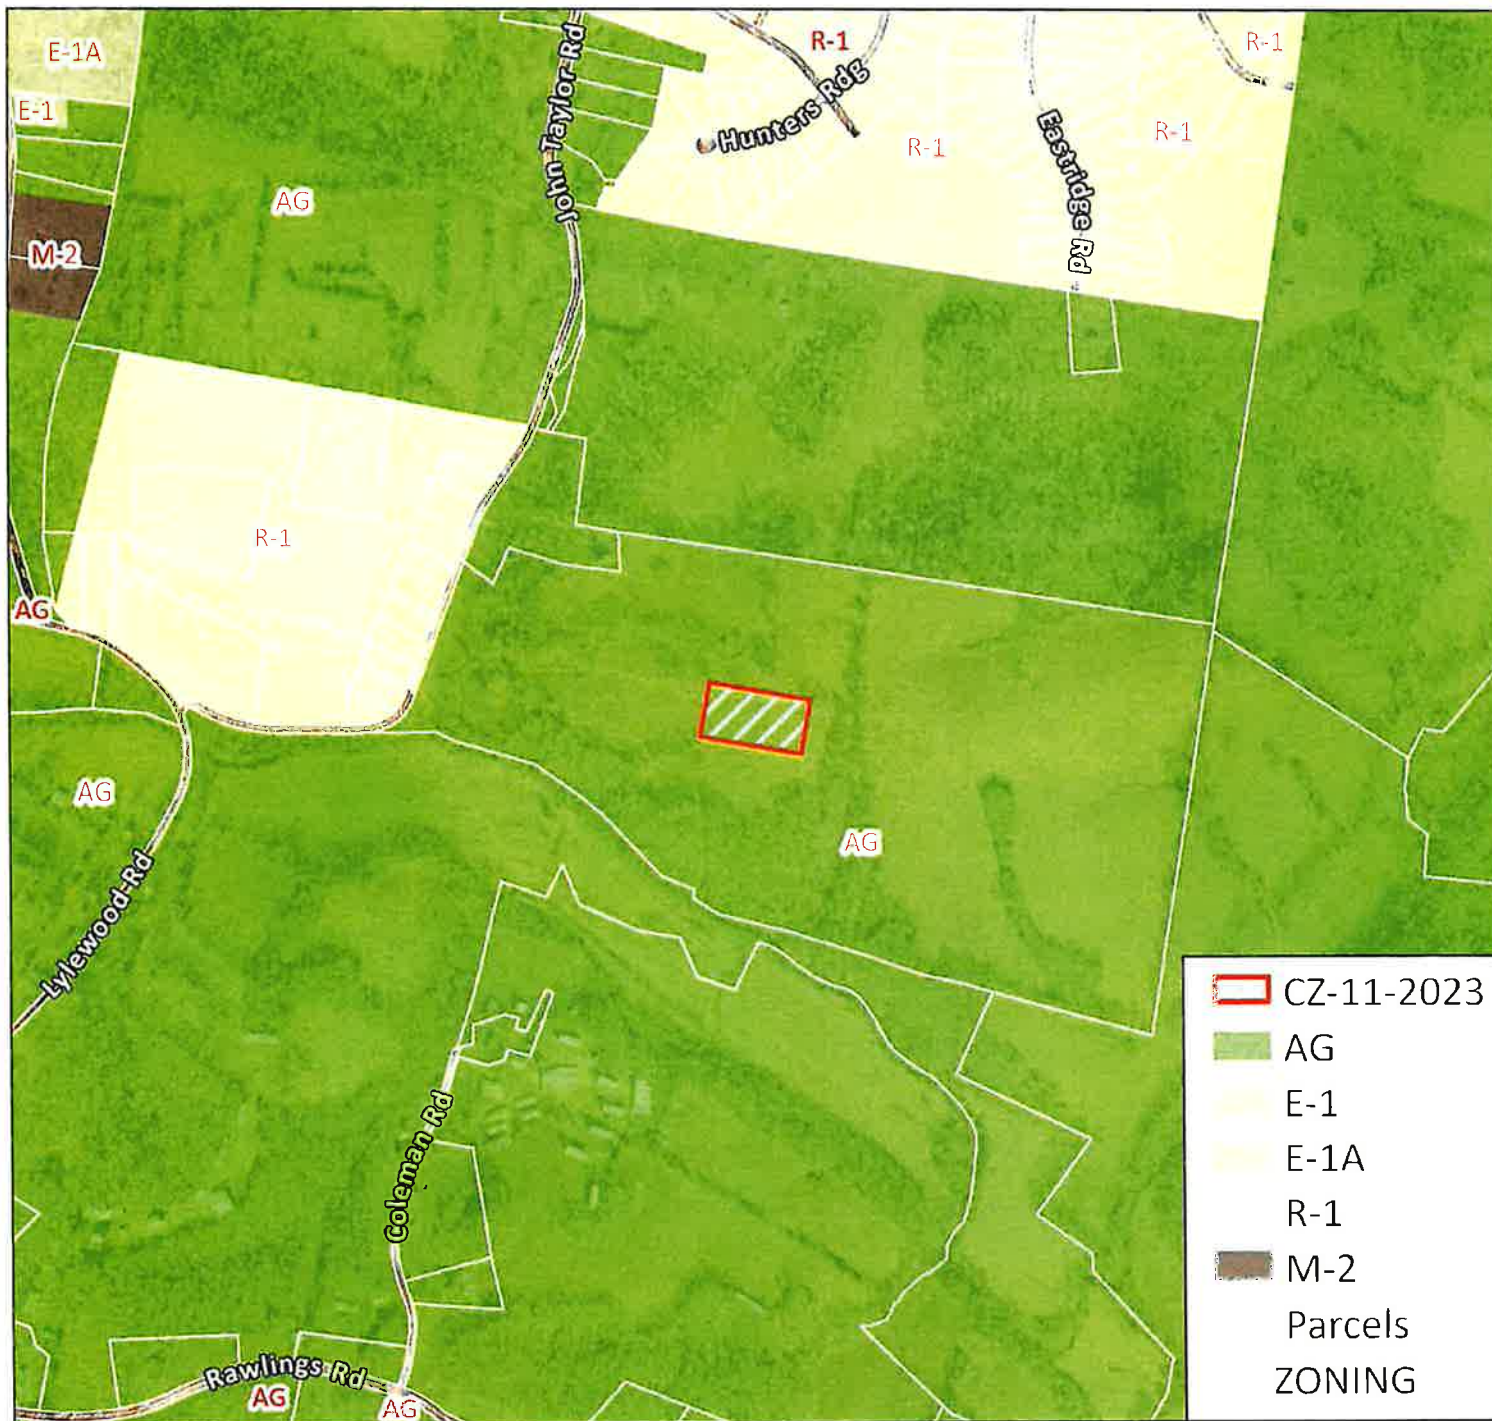 E-1A
R-1
R-1
E-1
John Taylor Rd
Hunters Rdg
R-1
Eastridge Rd
R-1
AG
M-2
R-1
AG
AG
AG
Lylewood Rd
Coleman Rd
Rawlings Rd
AG
AG
CZ-11-2023
AG
E-1
E-1A
R-1
M-2
Parcels
ZONING